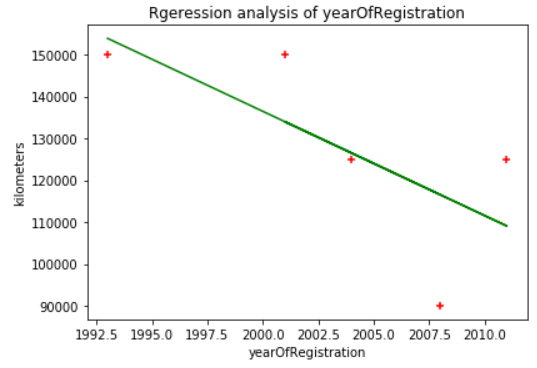 Rgeression analysis of yearOfRegistration
kilometers
150000
140000
130000
120000
110000
100000
90000
1992.5 1995.0 1997.5 2000.0 2002.5 2005.0 2007.5 2010.0
yearOfRegistration